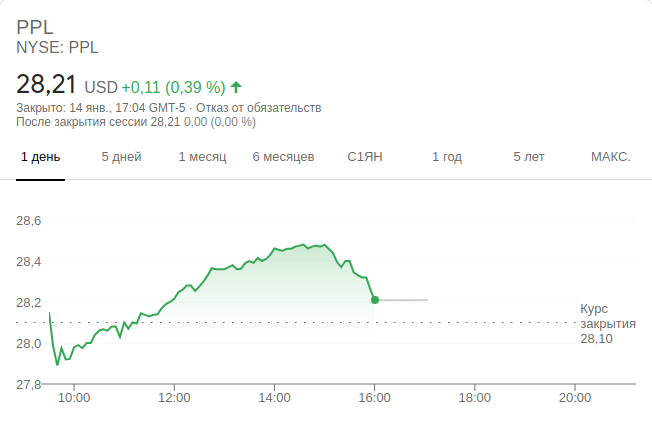 PPL
NYSE: PPL
28,21 USD +0,11 (0,39 %)
Закрыто: 14 янв., 17:04 GMT-5 · Отказ от обязательств
После закрытия сессии 28,21 0,00 (0,00 %)
1 день 5 дней 1 месяц 6 месяцев С1ЯН 1 год 5 лет МАКС.
28,6
28,4
28,2
28,0
27,8
Курс
закрытия
28,10
10:00 12:00 14:00 16:00 18:00 20:00